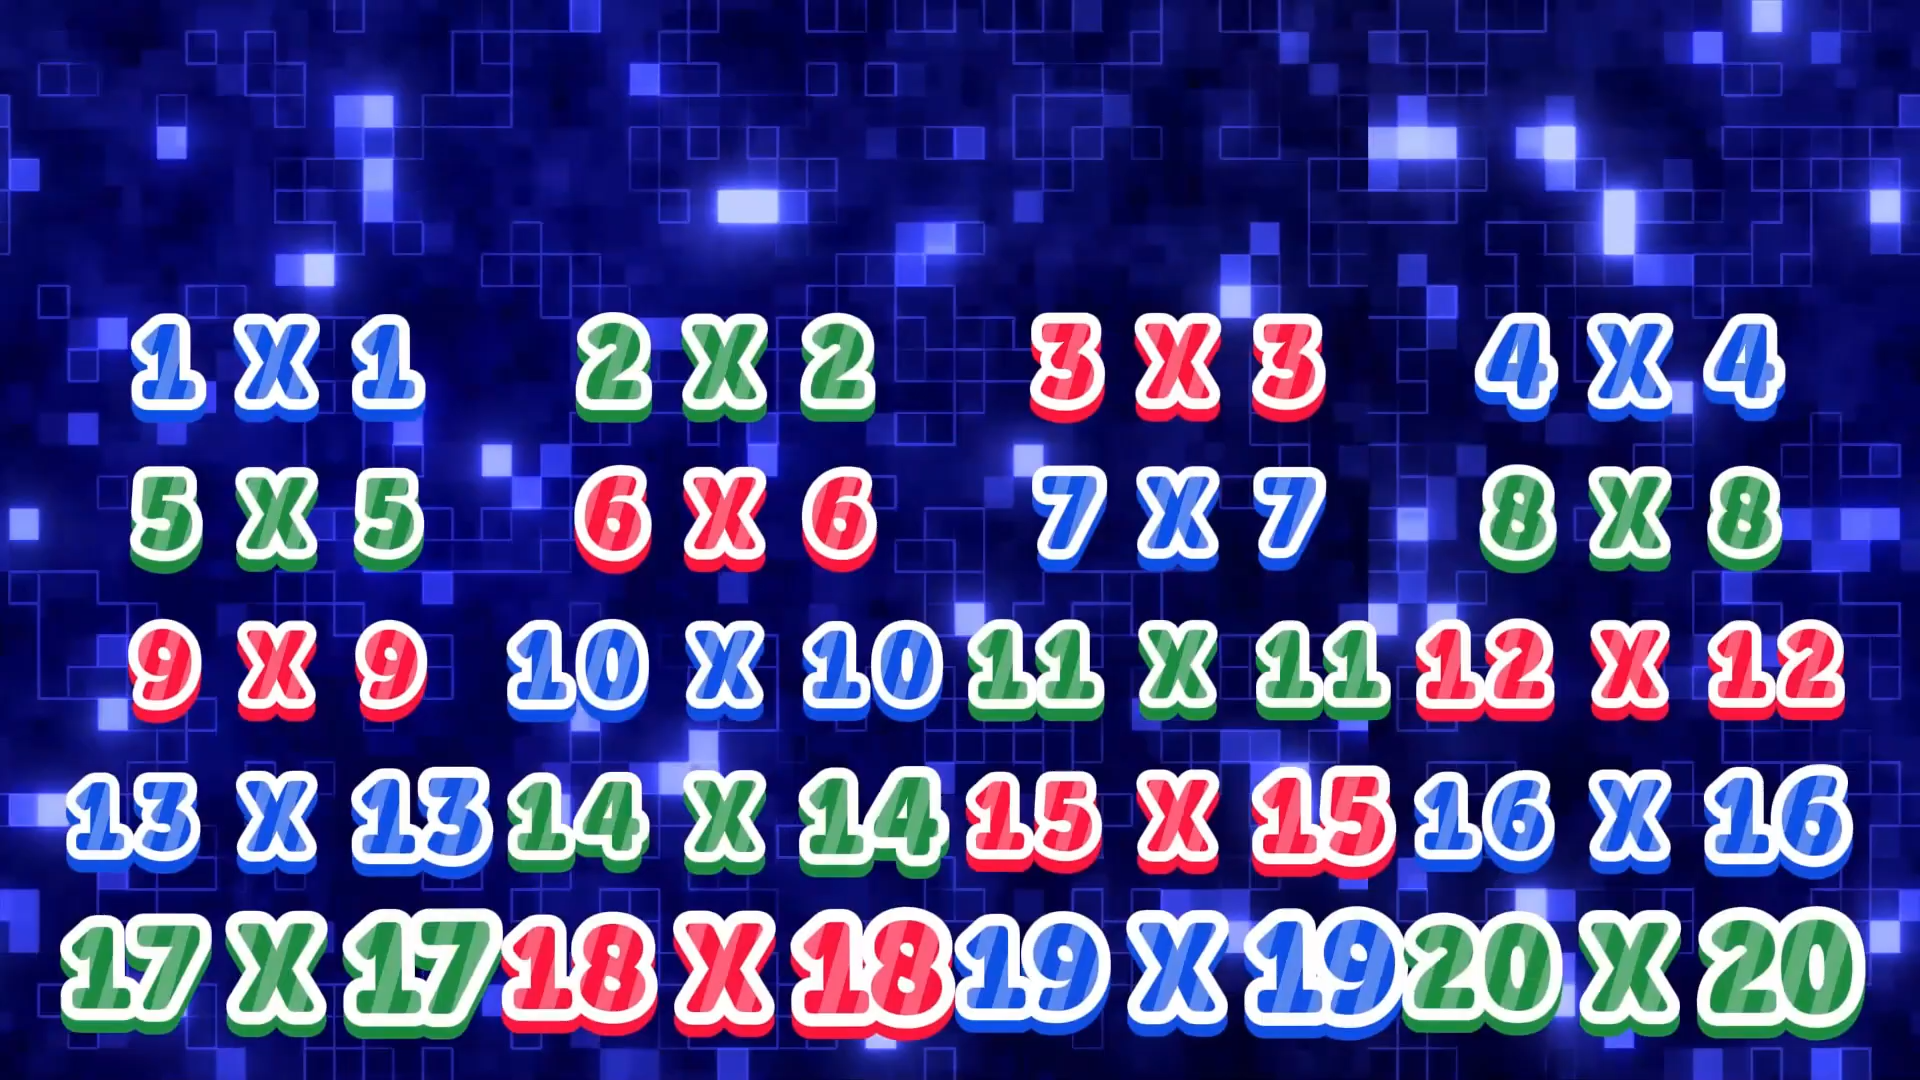 1 X 1 2 X 2 3 X 3 4 X 4
5 X 5 6 X 6 7 X 7 8 X 8
9 X 9 10 X 10 11 X 11 12 X 12
13 X 13 14 X 14 15 X 15 16 X 16
17 X 17 18 X 18 19 X 19 20 X 20